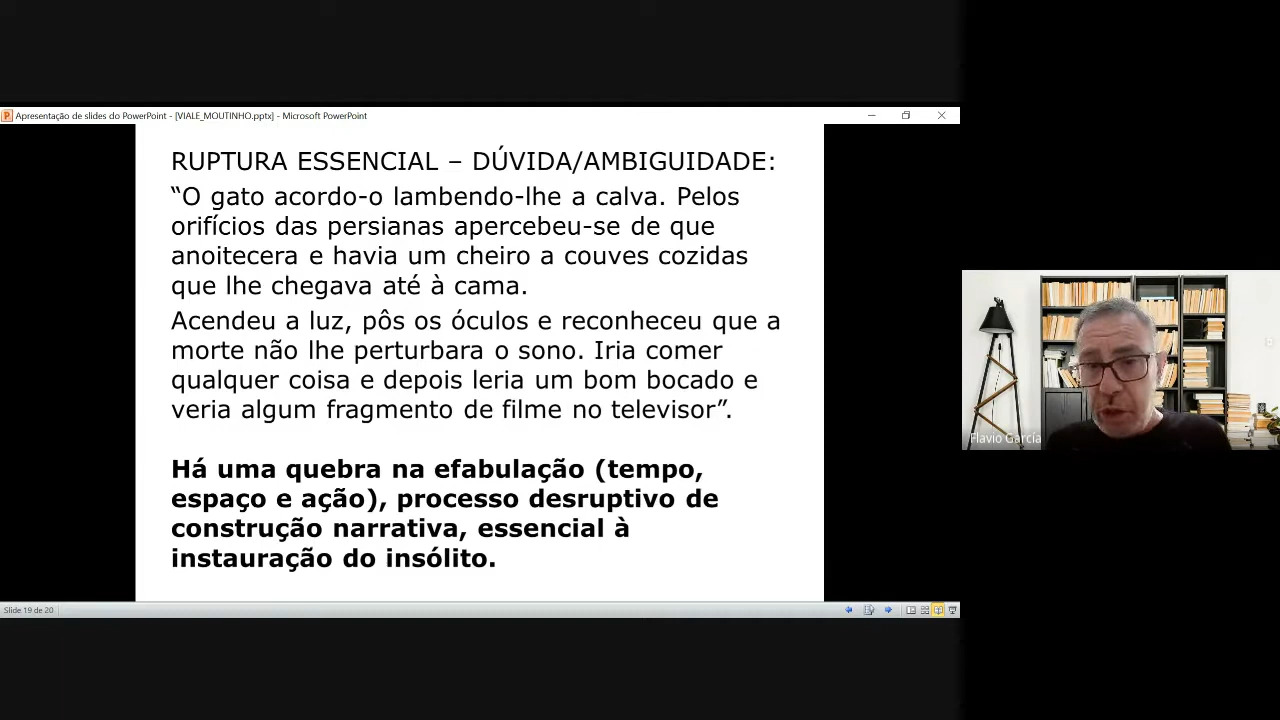 Apresentação de slides do PowerPoint - [VIALE_MOUTINHO.pptx] - Microsoft PowerPoint
RUPTURA ESSENCIAL – DÚVIDA/AMBIGUIDADE:
“O gato acordo-o lambendo-lhe a calva. Pelos
orifícios das persianas apercebeu-se de que
anoitecera e havia um cheiro a couves cozidas
que lhe chegava até à cama.
Acendeu a luz, pôs os óculos e reconheceu que a
morte não lhe perturbara o sono. Iria comer
qualquer coisa e depois leria um bom bocado e
veria algum fragmento de filme no televisor”.
Há uma quebra na efabulação (tempo,
espaço e ação), processo desruptivo de
construção narrativa, essencial à
instauração do insólito.
Slide 19 de 20
Flavio García